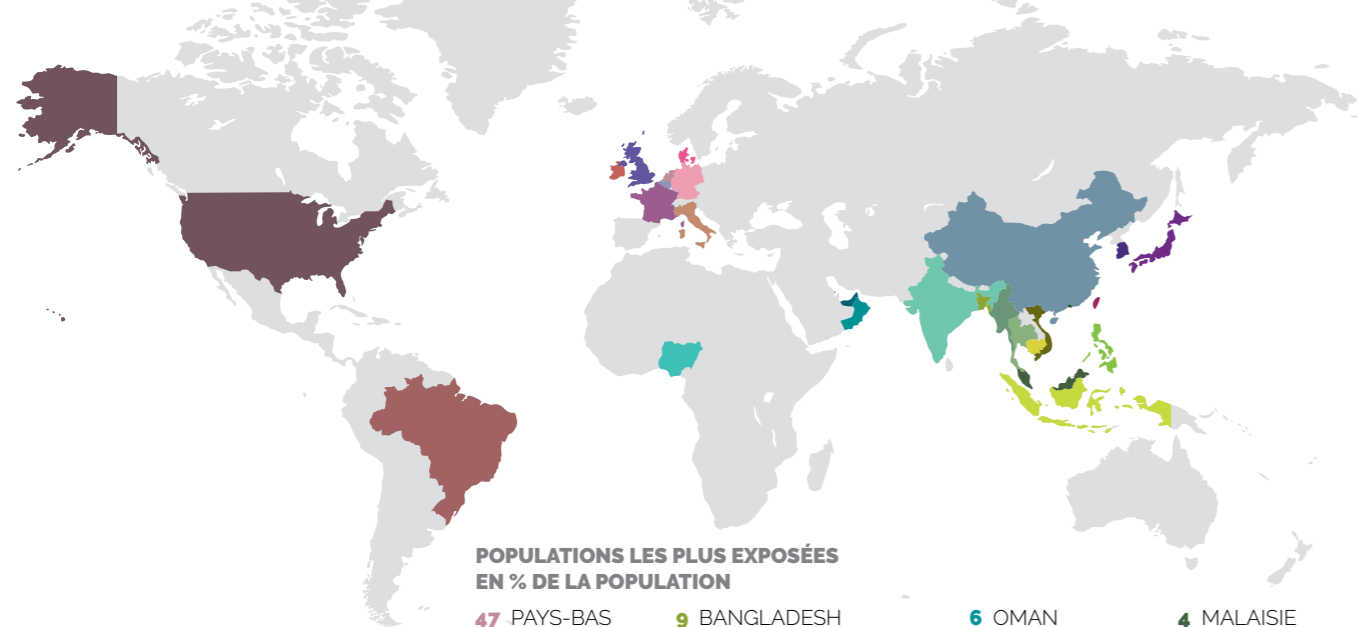 POPULATIONS LES PLUS EXPOSÉES
EN % DE LA POPULATION
47 PAYS-BAS 9 BANGLADESH 6 OMAN 4 MALAISIE